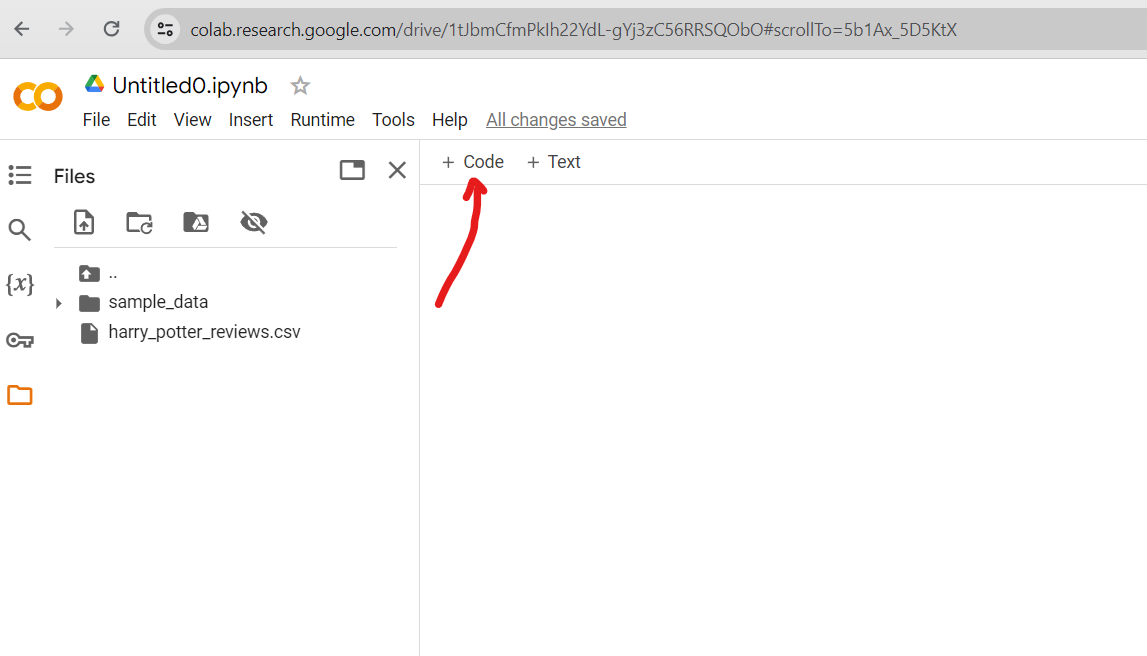 colab.research.google.com/drive/1tJbmCfmPkIh22YdL-gYj3zC56RRSQObO#scrollTo=5b1Ax_5D5KtX
Untitled0.ipynb
File Edit View Insert Runtime Tools Help All changes saved
Files
+ Code + Text
{x}
..
sample_data
harry_potter_reviews.csv